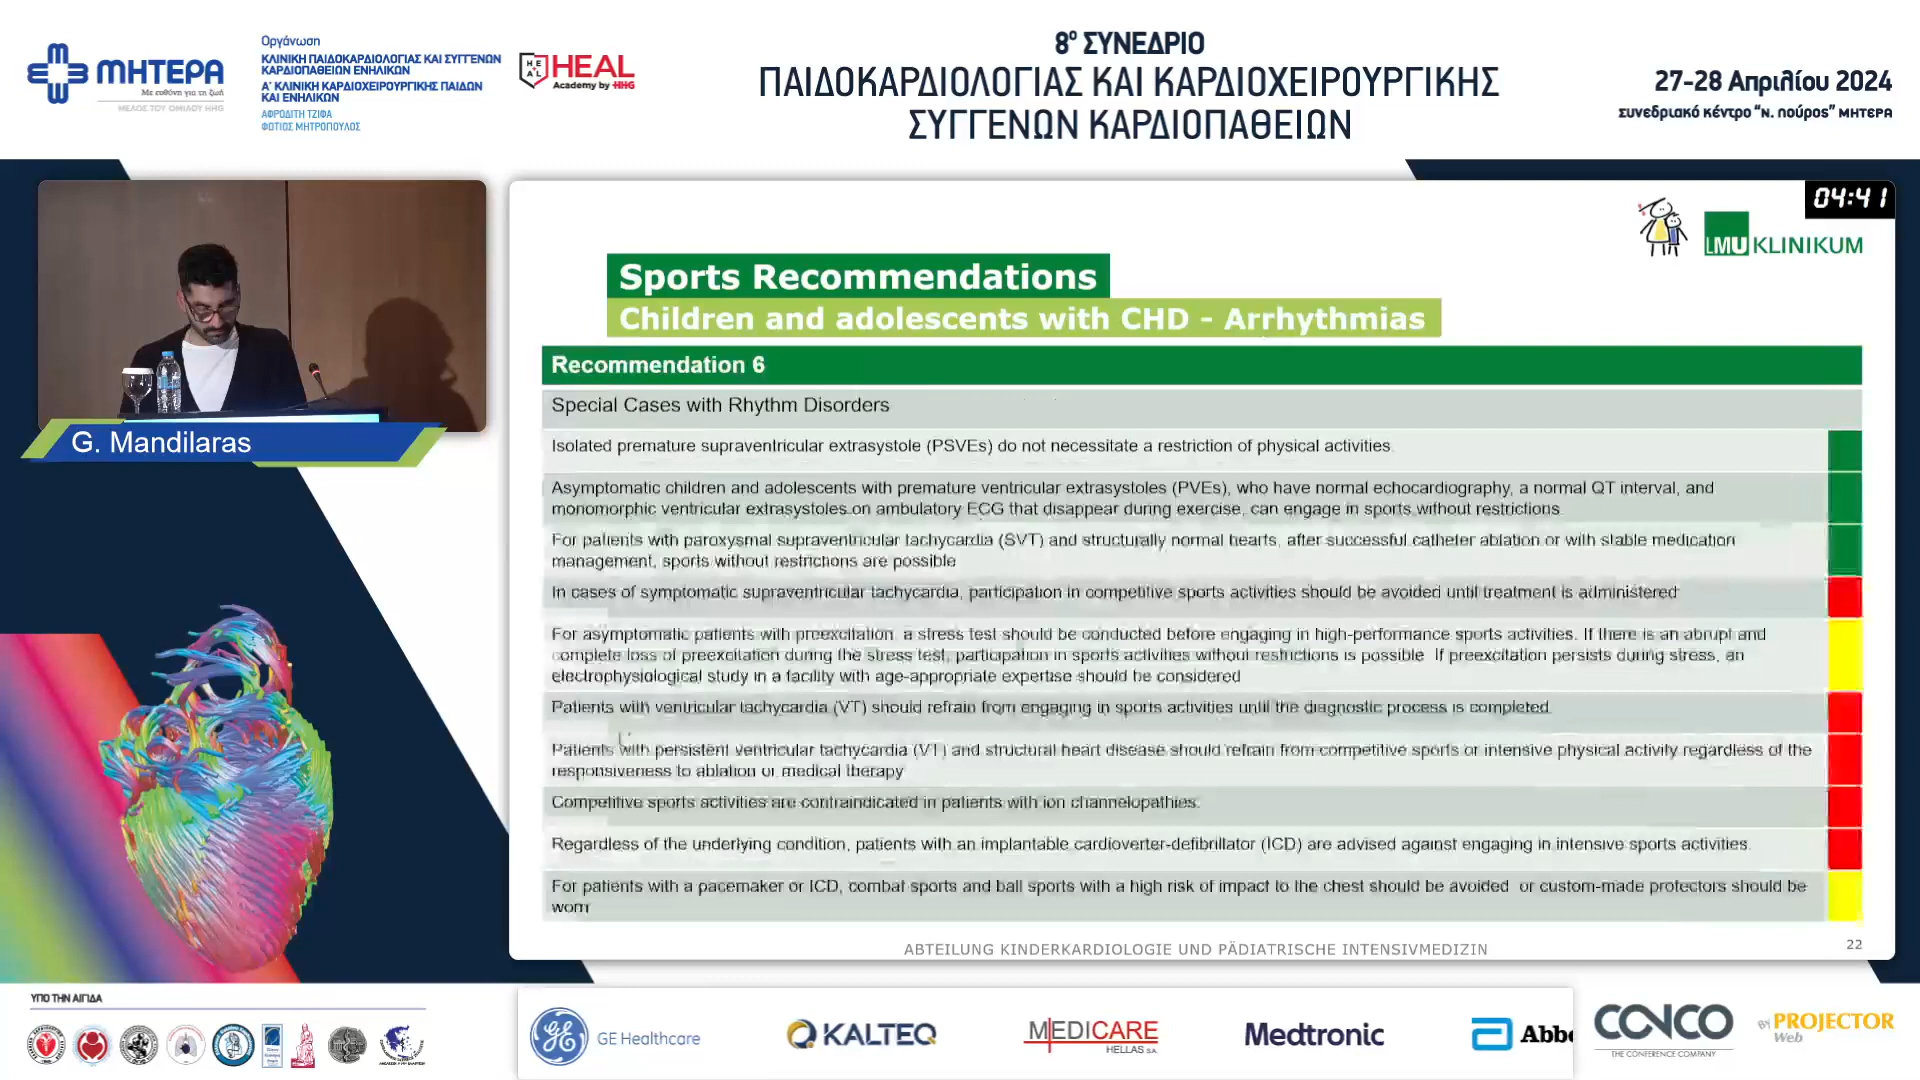 ΜΗΤΕΡΑ
Με ευθύνη για τη ζωή
ΜΕΛΟΣ ΤΟΥ ΟΜΙΛΟΥ HHG
Οργάνωση
ΚΛΙΝΙΚΗ ΠΑΙΔΟΚΑΡΔΙΟΛΟΓΙΑΣ ΚΑΙ ΣΥΓΓΕΝΩΝ
ΚΑΡΔΙΟΠΑΘΕΙΩΝ ΕΝΗΛΙΚΩΝ
Α' ΚΛΙΝΙΚΗ ΚΑΡΔΙΟΧΕΙΡΟΥΡΓΙΚΗΣ ΠΑΙΔΩΝ
ΚΑΙ ΕΝΗΛΙΚΩΝ
ΑΦΡΟΔΙΤΗ ΤΖΙΦΑ
ΦΩΤΙΟΣ ΜΗΤΡΟΠΟΥΛΟΣ
HEAL
HEAL
Academy by HHG
8ο ΣΥΝΕΔΡΙΟ
ΠΑΙΔΟΚΑΡΔΙΟΛΟΓΙΑΣ ΚΑΙ ΚΑΡΔΙΟΧΕΙΡΟΥΡΓΙΚΗΣ
ΣΥΓΓΕΝΩΝ ΚΑΡΔΙΟΠΑΘΕΙΩΝ
27-28 Απριλίου 2024
Συνεδριακό κέντρο “Ν. Πούρος” ΜΗΤΕΡΑ
04:41
LMU KLINIKUM
Sports Recommendations
Children and adolescents with CHD - Arrhythmias
Recommendation 6
Special Cases with Rhythm Disorders
Isolated premature supraventricular extrasystole (PSVEs) do not necessitate a restriction of physical activities.
Asymptomatic children and adolescents with premature ventricular extrasystoles (PVEs), who have normal echocardiography, a normal QT interval, and
monomorphic ventricular extrasystoles on ambulatory ECG that disappear during exercise, can engage in sports without restrictions
For patients with paroxysmal supraventricular tachycardia (SVT) and structurally normal hearts, after successful catheter ablation or with stable medication
management, sports without restrictions are possible
In cases of symptomatic supraventricular tachycardia, participation in competitive sports activities should be avoided until treatment is administered
For asymptomatic patients with preexcitation a stress test should be conducted before engaging in high-performance sports activities. If there is an abrupt and
complete loss of preexcitation during the stress test, participation in sports activities without restrictions is possible If preexcitation persists during stress, an
electrophysiological study in a facility with age-appropriate expertise should be considered
Patients with ventricular tachycardia (VT) should refrain from engaging in sports activities until the diagnostic process is completed.
Patients with persistent ventricular tachycardia (VT) and structural heart disease should refrain from competitive sports or intensive physical activity regardless of the
responsiveness to ablation or medical therapy
Competitive sports activities are contraindicated in patients with ion channelopathies.
Regardless of the underlying condition, patients with an implantable cardioverter-defibrillator (ICD) are advised against engaging in intensive sports activities.
For patients with a pacemaker or ICD, combat sports and ball sports with a high risk of impact to the chest should be avoided or custom-made protectors should be
worn
ABTEILUNG KINDERKARDIOLOGIE UND PÄDIATRISCHE INTENSIVMEDIZIN
22
G. Mandilaras
ΥΠΟ ΤΗΝ ΑΙΓΙΔΑ
GE Healthcare
KALTEQ
MEDICARE
HELLAS S.A.
Medtronic
Abbo
CONCO
THE CONFERENCE COMPANY
BY PROJECTOR
Web